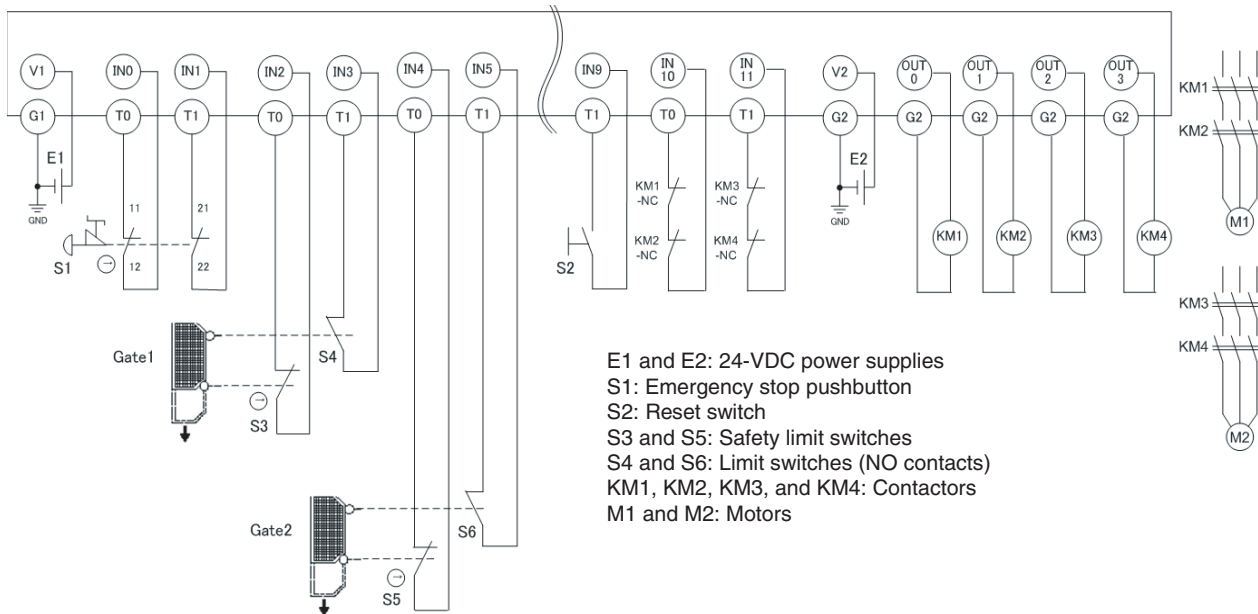 V1 IN0 IN1 IN2 IN3 IN4 IN5 IN9 IN 10 IN 11 V2 OUT 0 OUT 1 OUT 2 OUT 3
G1 T0 T1 T0 T1 T0 T1 T1 T0 T1 G2 G2 G2 G2 G2
KM1
KM2
M1
E1
GND
E2
GND
KM1 -NC
KM3 -NC
KM2 -NC
KM4 -NC
11
21
12
22
S1
S2
KM1 KM2 KM3 KM4
KM3
KM4
M2
Gate1
S4
S3
Gate2
S6
S5
E1 and E2: 24-VDC power supplies
S1: Emergency stop pushbutton
S2: Reset switch
S3 and S5: Safety limit switches
S4 and S6: Limit switches (NO contacts)
KM1, KM2, KM3, and KM4: Contactors
M1 and M2: Motors